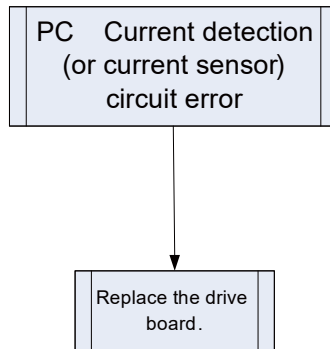 PC    Current detection
(or current sensor)
circuit error
Replace the drive
board.